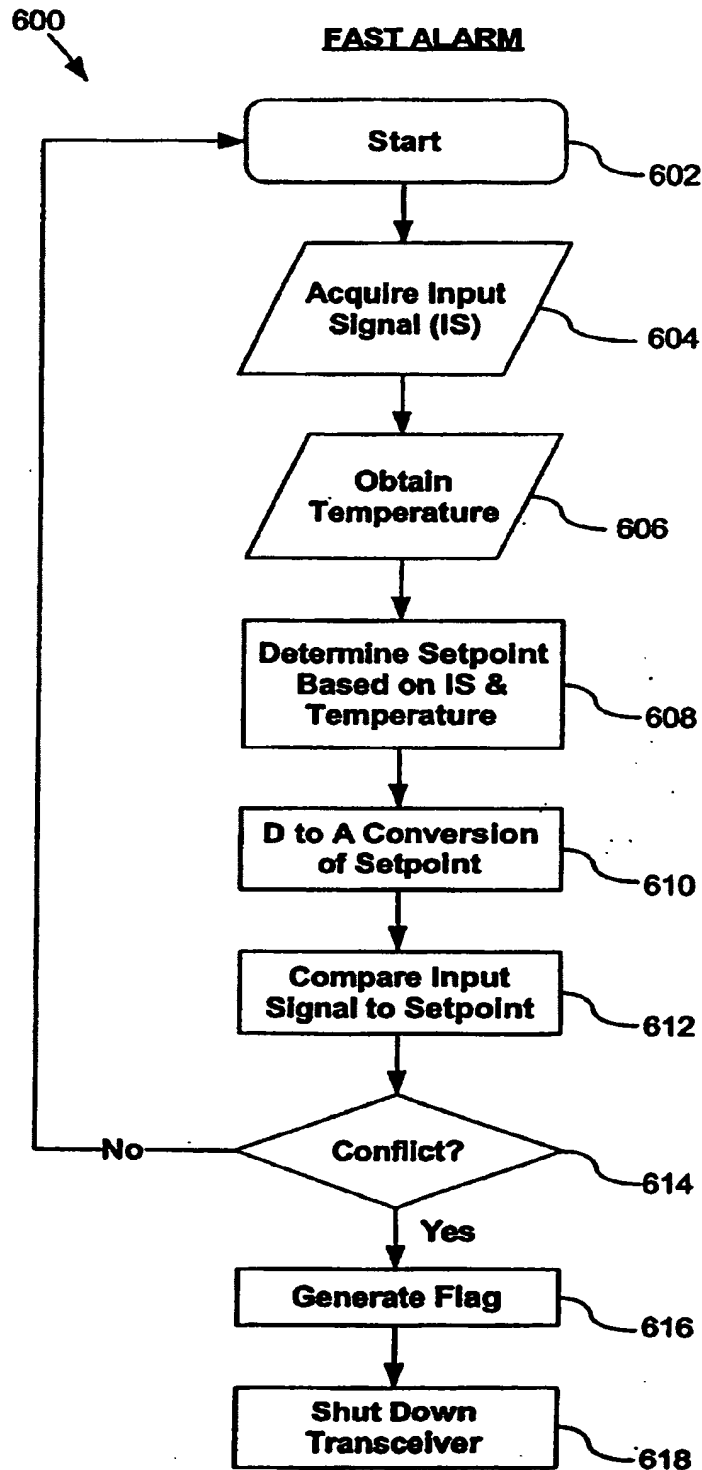 600
FAST ALARM
Start
602
Acquire Input
Signal (IS)
604
Obtain
Temperature
606
Determine Setpoint
Based on IS &
Temperature
608
D to A Conversion
of Setpoint
610
Compare Input
Signal to Setpoint
612
Conflict?
614
No
Yes
Generate Flag
616
Shut Down
Transceiver
618